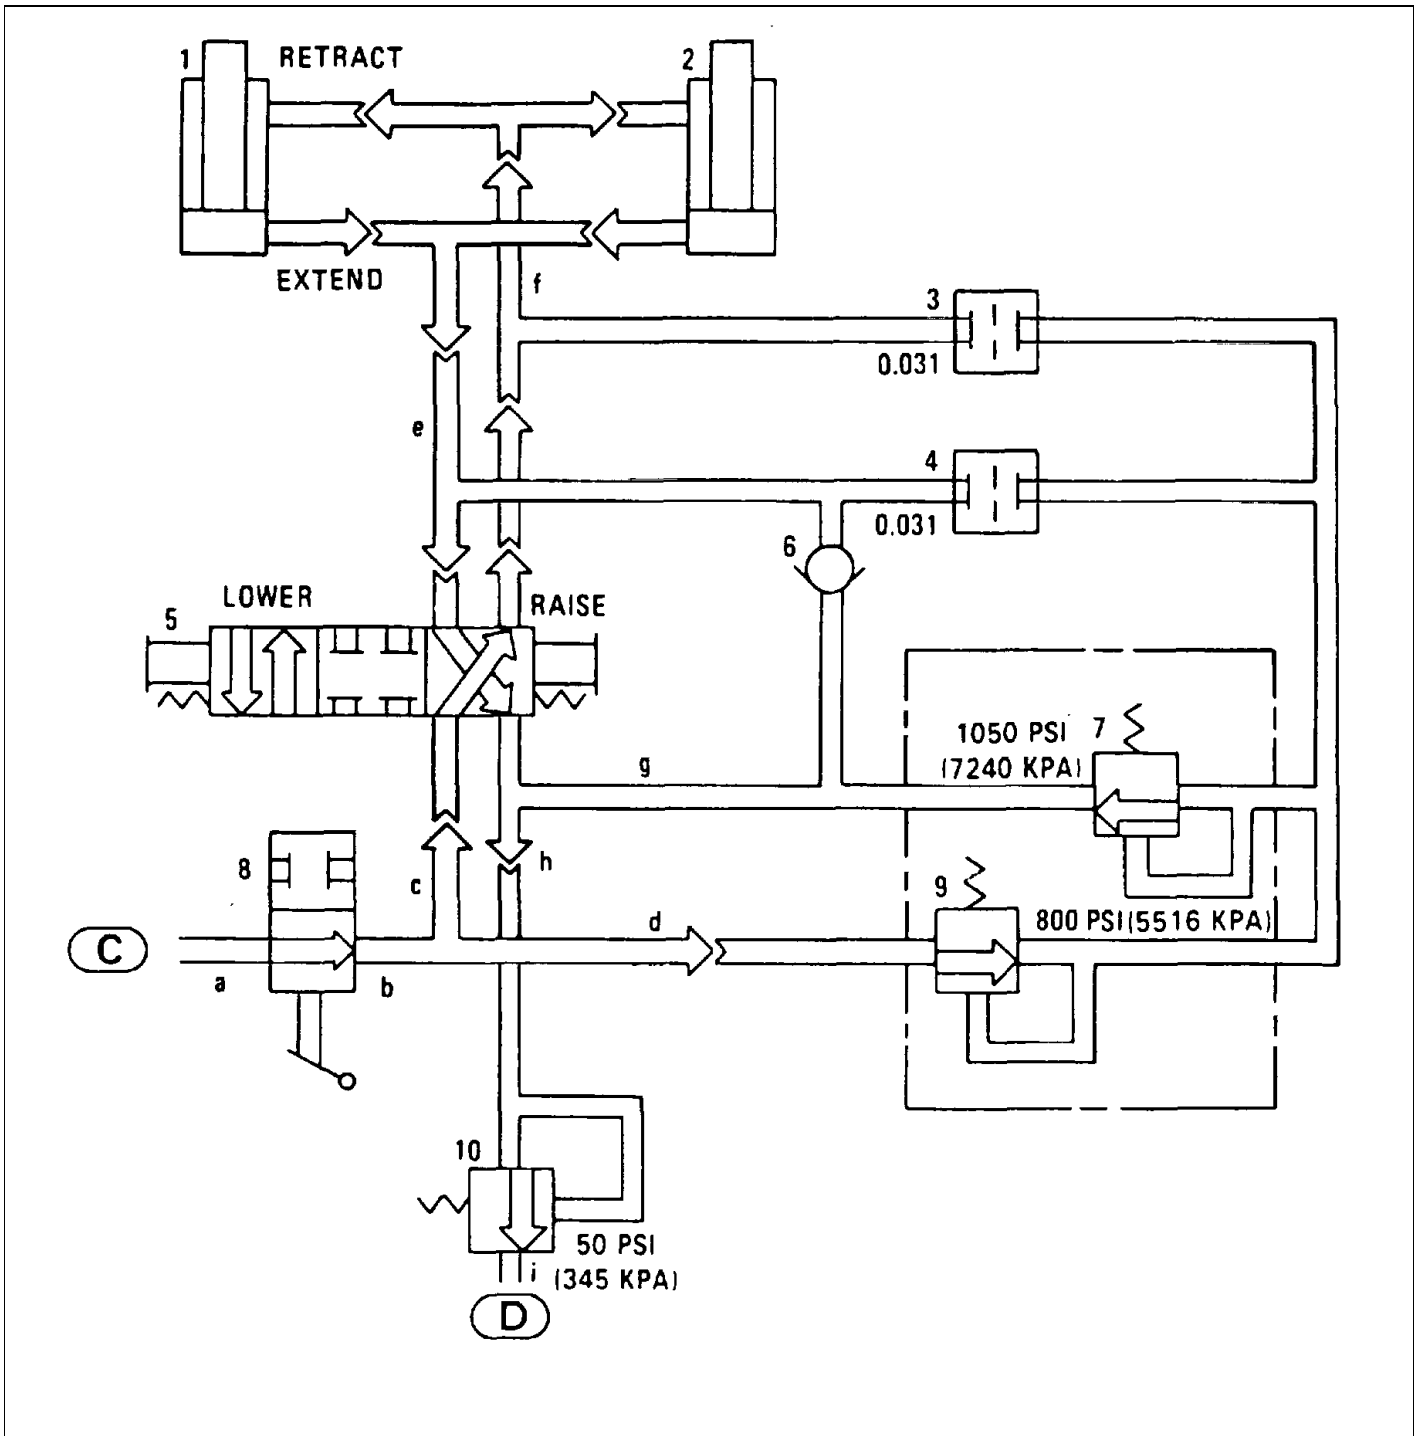 1 RETRACT 2
EXTEND
f
3
0.031
e
4
0.031
6
LOWER
5
RAISE
1050 PSI 7
(7240 KPA)
g
8
c
h
9
d
800 PSI (5516 KPA)
C
a
b
10
50 PSI
i (345 KPA)
D